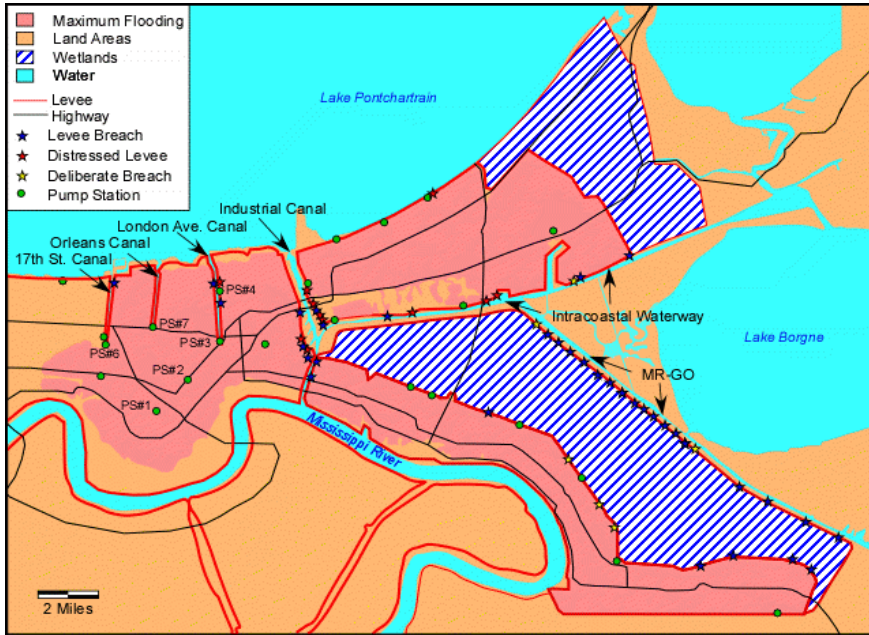 Maximum Flooding
Land Areas
Wetlands
Water
Levee
Highway
Levee Breach
Distressed Levee
Deliberate Breach
Pump Station
Lake Pontchartrain
Industrial Canal
London Ave. Canal
Orleans Canal
17th St. Canal
PS#4
PS#7
PS#3
PS#6
PS#2
PS#1
Intracoastal Waterway
Lake Borgne
MR-GO
Mississippi River
2 Miles